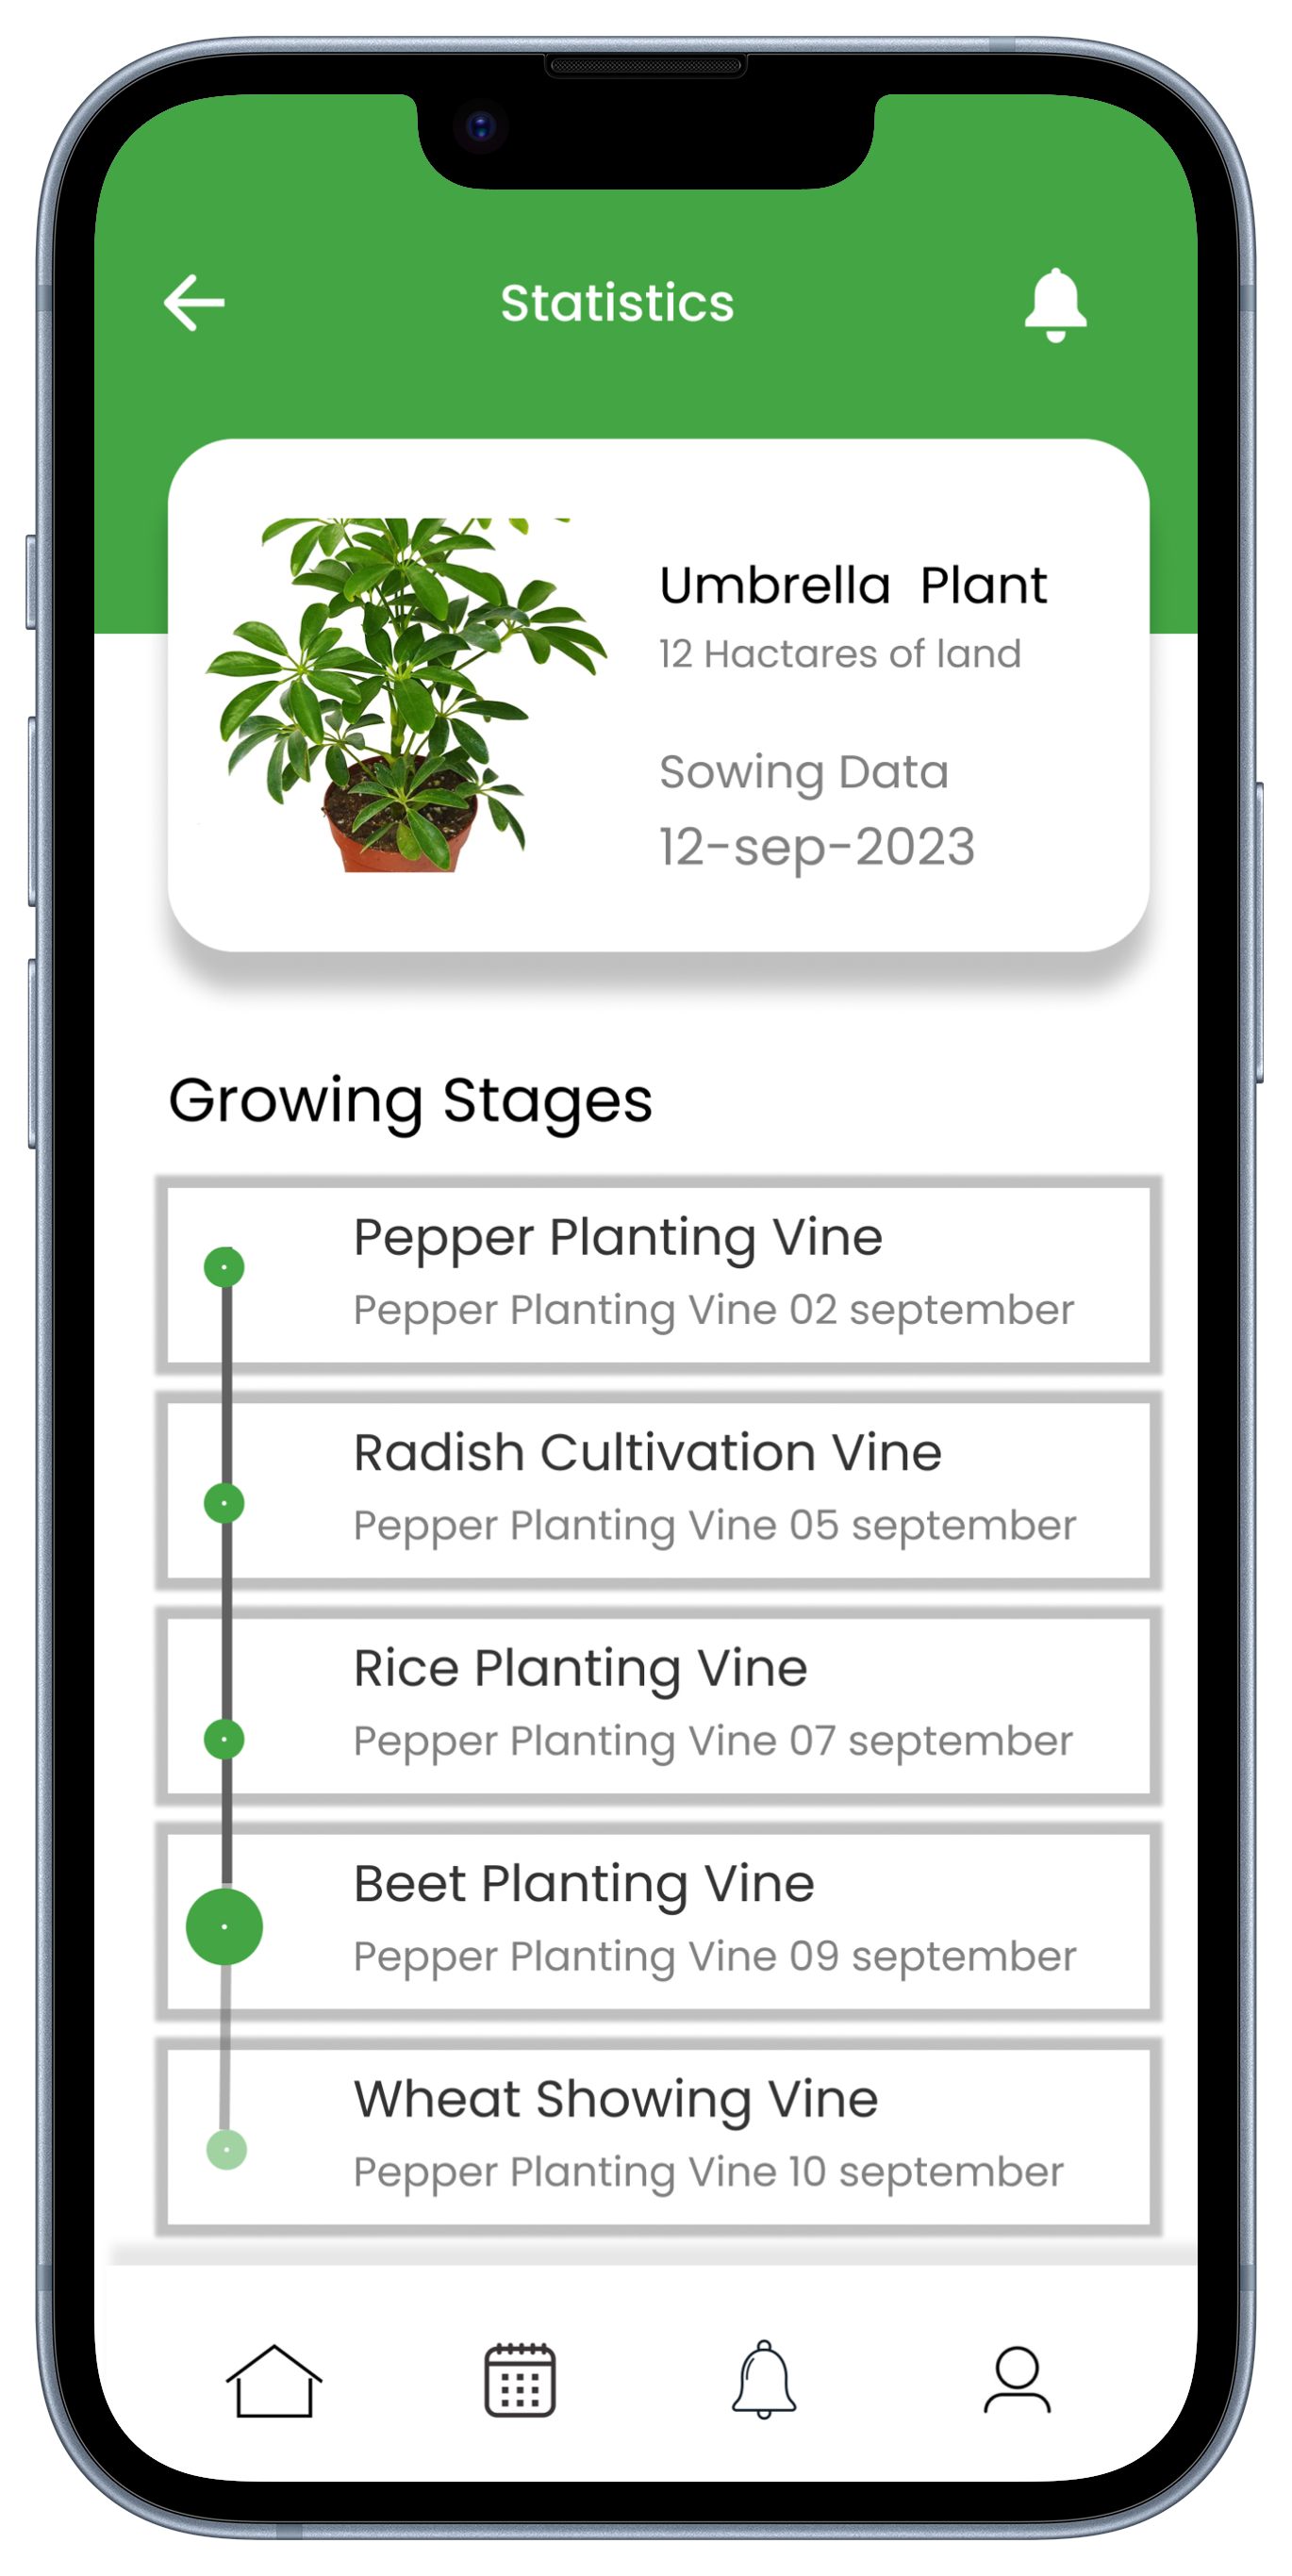 Statistics
Umbrella Plant
12 Hactares of land
Sowing Data
12-sep-2023
Growing Stages
Pepper Planting Vine
Pepper Planting Vine 02 september
Radish Cultivation Vine
Pepper Planting Vine 05 september
Rice Planting Vine
Pepper Planting Vine 07 september
Beet Planting Vine
Pepper Planting Vine 09 september
Wheat Showing Vine
Pepper Planting Vine 10 september